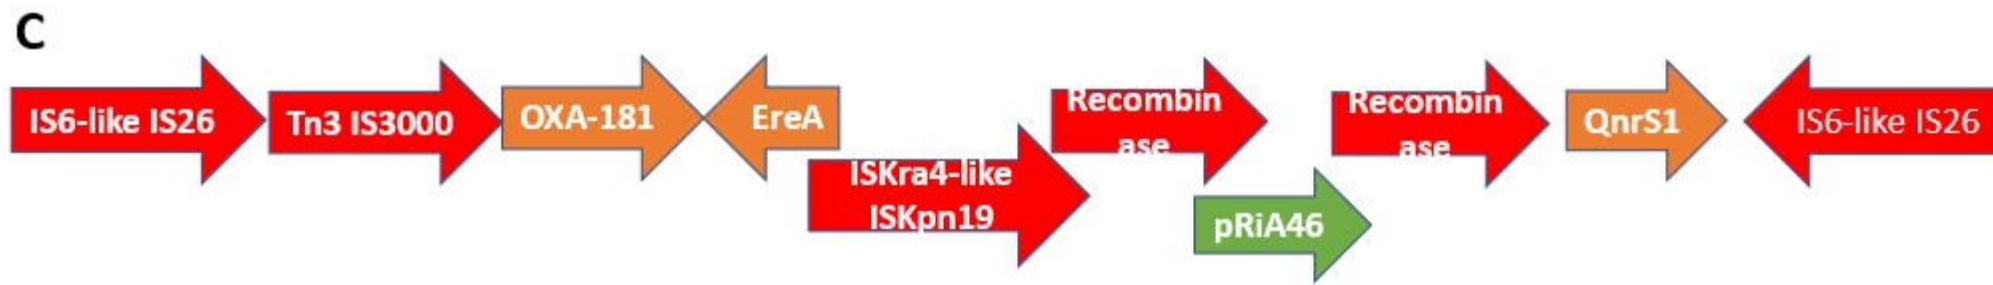 C
IS6-like IS26
Tn3 IS3000
OXA-181
EreA
ISKra4-like
ISKpn19
Recombin
ase
pRiA46
Recombin
ase
QnrS1
IS6-like IS26